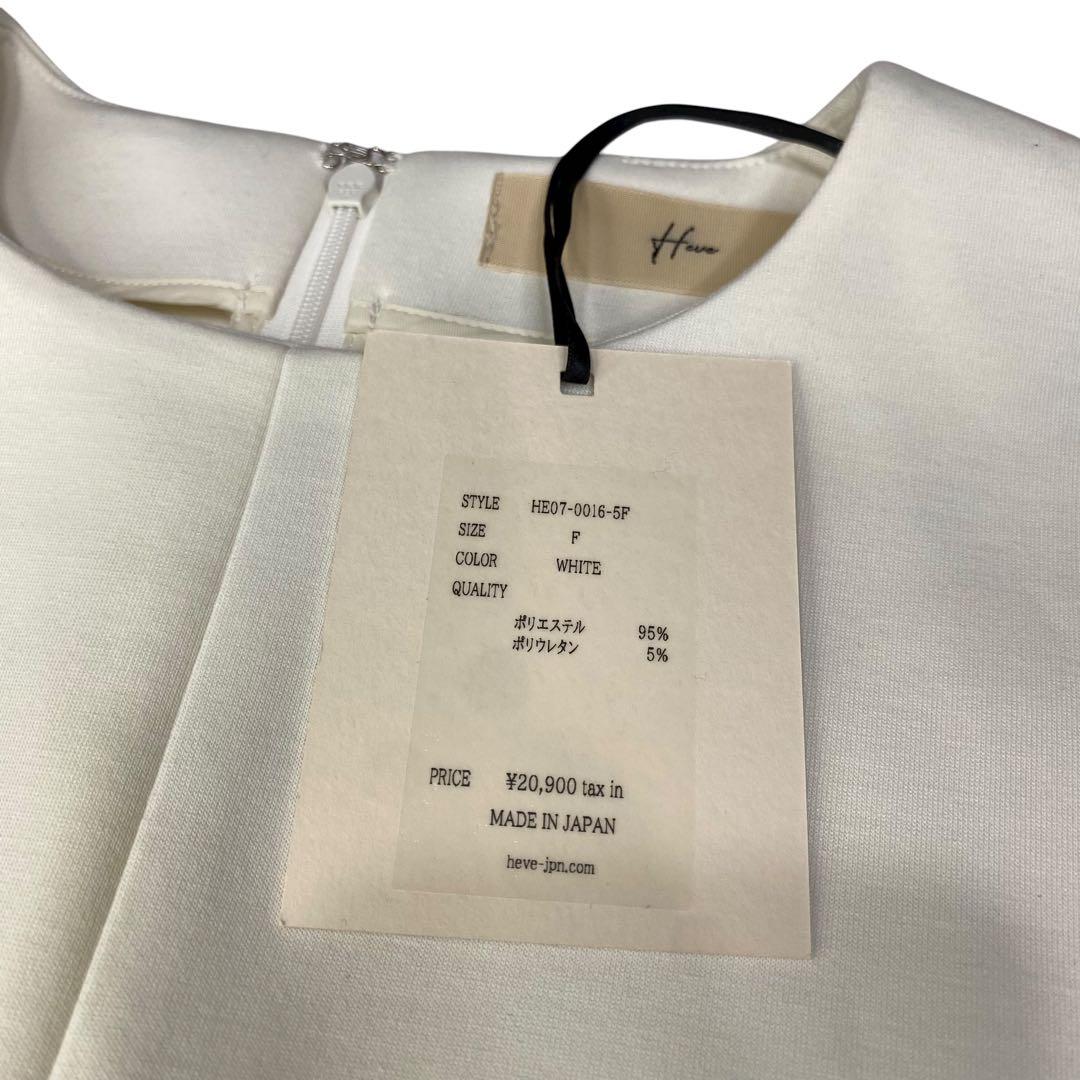 Heve
STYLE HE07-0016-5F
SIZE F
COLOR WHITE
QUALITY
ポリエステル 95%
ポリウレタン 5%
PRICE ¥20,900 tax in
MADE IN JAPAN
heve-jpn.com